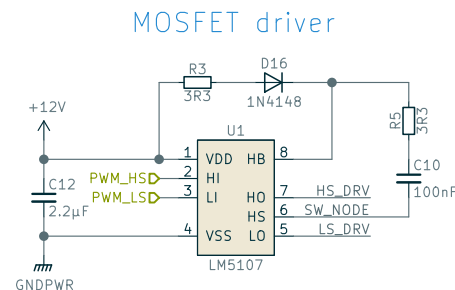 MOSFET driver
R3
3R3
D16
1N4148
+12V
R5
3R3
U1
1 VDD HB 8
PWM_HS 2 HI
PWM_LS 3 LI HO 7 HS_DRV
HS 6 SW_NODE
4 VSS LO 5 LS_DRV
C12
2.2µF
C10
100nF
LM5107
GNDPWR